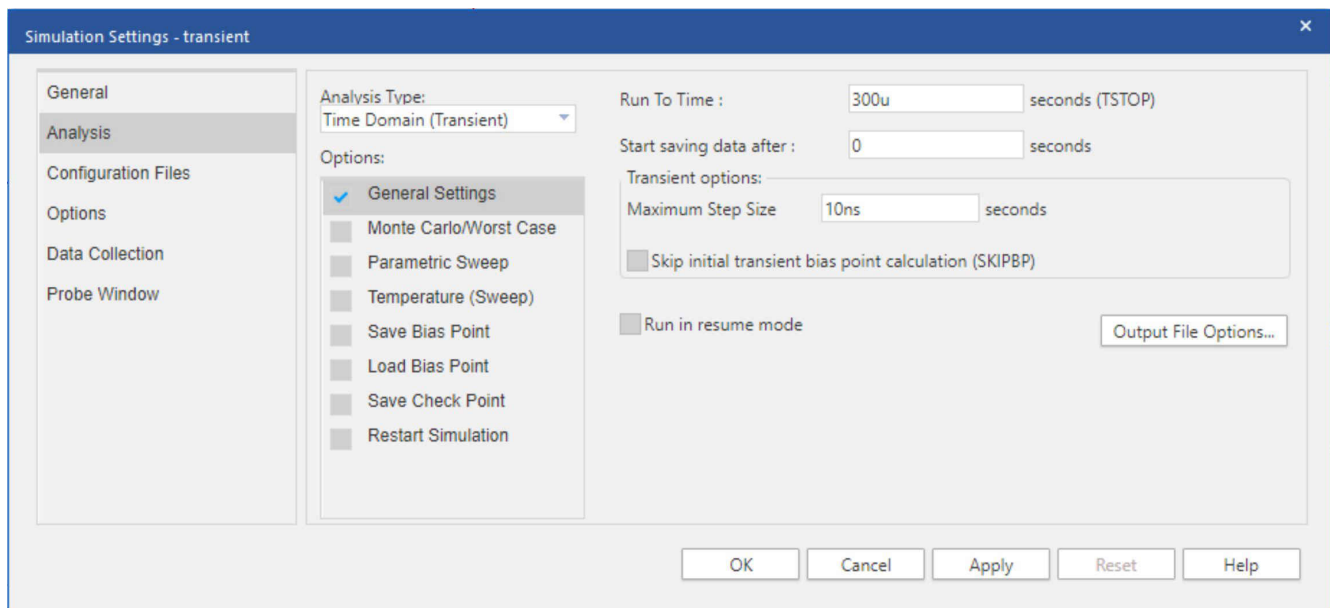 Simulation Settings - transient
General
Analysis
Configuration Files
Options
Data Collection
Probe Window
Analysis Type:
Time Domain (Transient)
Options:
General Settings
Monte Carlo/Worst Case
Parametric Sweep
Temperature (Sweep)
Save Bias Point
Load Bias Point
Save Check Point
Restart Simulation
Run To Time : 300u seconds (TSTOP)
Start saving data after : 0 seconds
Transient options:
Maximum Step Size 10ns seconds
Skip initial transient bias point calculation (SKIPBP)
Run in resume mode
Output File Options...
OK Cancel Apply Reset Help